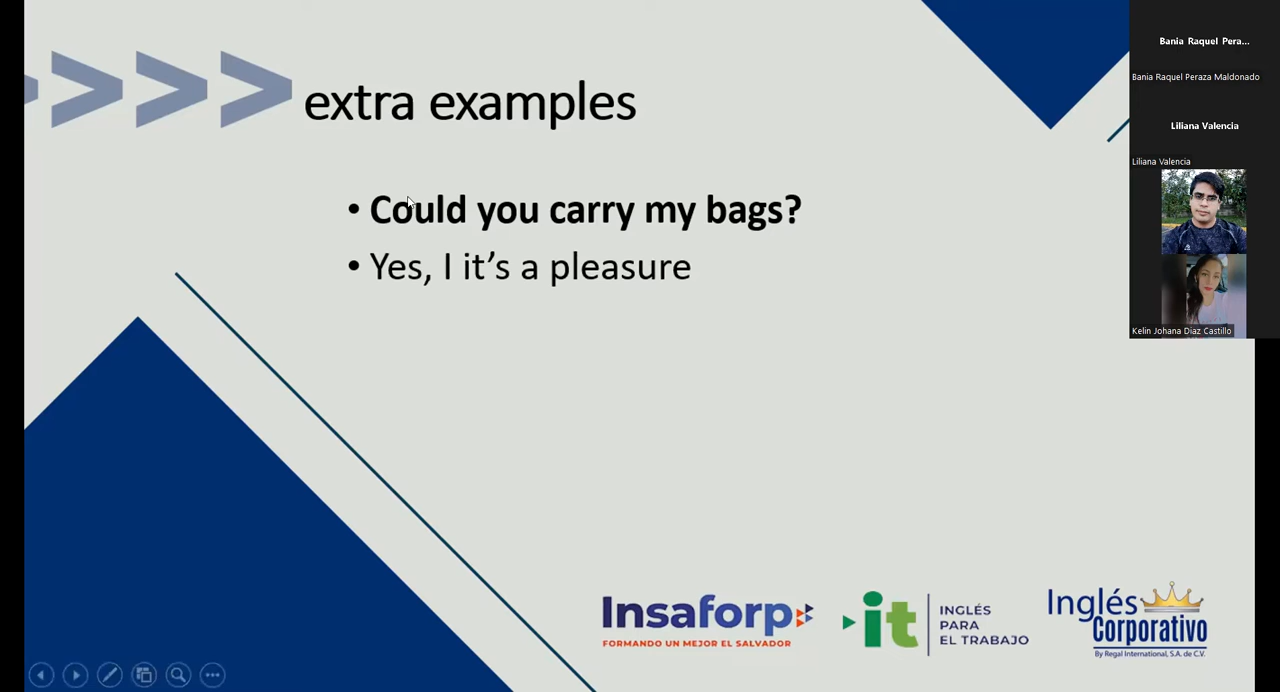 extra examples
• Could you carry my bags?
• Yes, I it's a pleasure
Bania Raquel Pera...
Bania Raquel Peraza Maldonado
Liliana Valencia
Liliana Valencia
Kelin Johana Diaz Castillo
Insaforp
FORMANDO UN MEJOR EL SALVADOR
it
INGLÉS
PARA
EL TRABAJO
Inglés
Corporativo
By Regal International, S.A. de C.V.